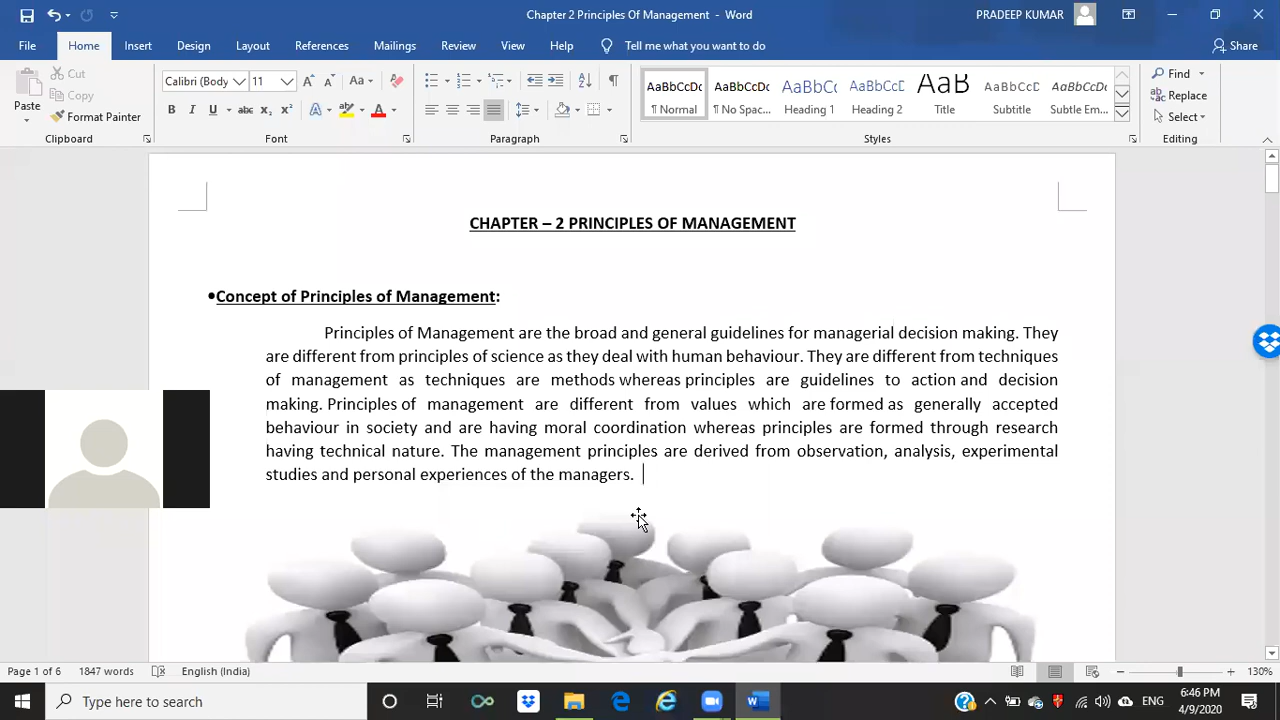 Chapter 2 Principles Of Management - Word
PRADEEP KUMAR
File Home Insert Design Layout References Mailings Review View Help Tell me what you want to do Share
Paste
Cut
Copy
Format Painter
Clipboard
Calibri (Body 11
Font
Paragraph
AaBbCcDc ¶ Normal
AaBbCcDc ¶ No Spac...
AaBbCc Heading 1
AaBbCcD Heading 2
AaB Title
AaBbCcD Subtitle
AaBbCcDc Subtle Em...
Styles
Find
Replace
Select
Editing
CHAPTER – 2 PRINCIPLES OF MANAGEMENT
•Concept of Principles of Management:
Principles of Management are the broad and general guidelines for managerial decision making. They
are different from principles of science as they deal with human behaviour. They are different from techniques
of management as techniques are methods whereas principles are guidelines to action and decision
making. Principles of management are different from values which are formed as generally accepted
behaviour in society and are having moral coordination whereas principles are formed through research
having technical nature. The management principles are derived from observation, analysis, experimental
studies and personal experiences of the managers.
Page 1 of 6 1847 words English (India) 130%
Type here to search
ENG
6:46 PM
4/9/2020